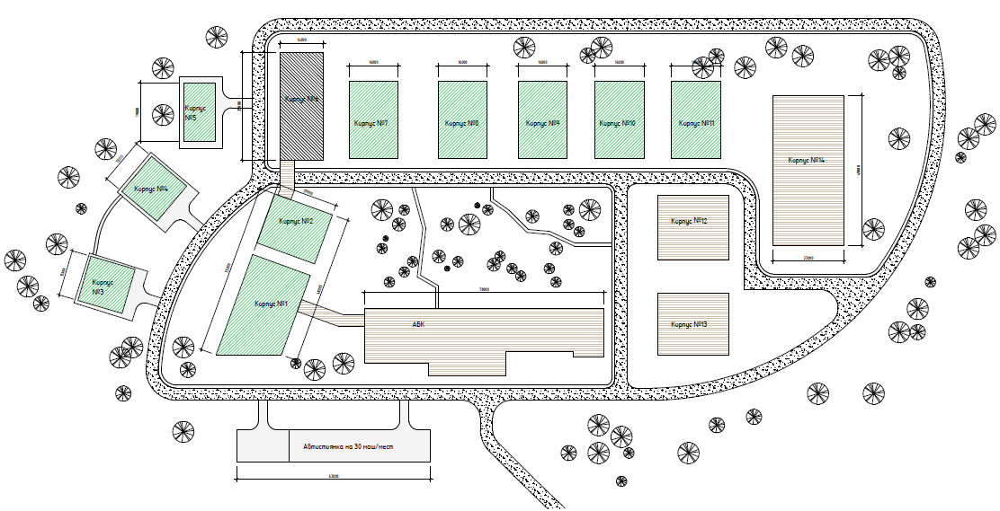 16000
16000
16000
16000
16000
16000
Корпус №6
Корпус №7
Корпус №8
Корпус №9
Корпус №10
Корпус №11
Корпус
№5
Корпус №14
23000
Корпус №4
Корпус №2
Корпус №12
Корпус
№3
Корпус №1
78000
АБК
Корпус №13
Автостоянка на 30 маш/мест
63000